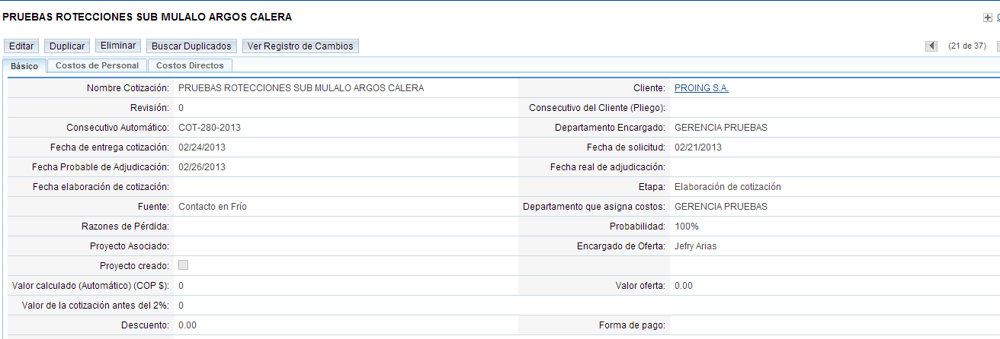 PRUEBAS ROTECCIONES SUB MULALO ARGOS CALERA
Editar Duplicar Eliminar Buscar Duplicados Ver Registro de Cambios (21 de 37)
Básico Costos de Personal Costos Directos
Nombre Cotización: PRUEBAS ROTECCIONES SUB MULALO ARGOS CALERA Cliente: PROING S.A.
Revisión: 0 Consecutivo del Cliente (Pliego):
Consecutivo Automático: COT-280-2013 Departamento Encargado: GERENCIA PRUEBAS
Fecha de entrega cotización: 02/24/2013 Fecha de solicitud: 02/21/2013
Fecha Probable de Adjudicación: 02/26/2013 Fecha real de adjudicación:
Fecha elaboración de cotización: Etapa: Elaboración de cotización
Fuente: Contacto en Frío Departamento que asigna costos: GERENCIA PRUEBAS
Razones de Pérdida: Probabilidad: 100%
Proyecto Asociado: Encargado de Oferta: Jefry Arias
Proyecto creado:
Valor calculado (Automático) (COP $): 0 Valor oferta: 0.00
Valor de la cotización antes del 2%: 0
Descuento: 0.00 Forma de pago: